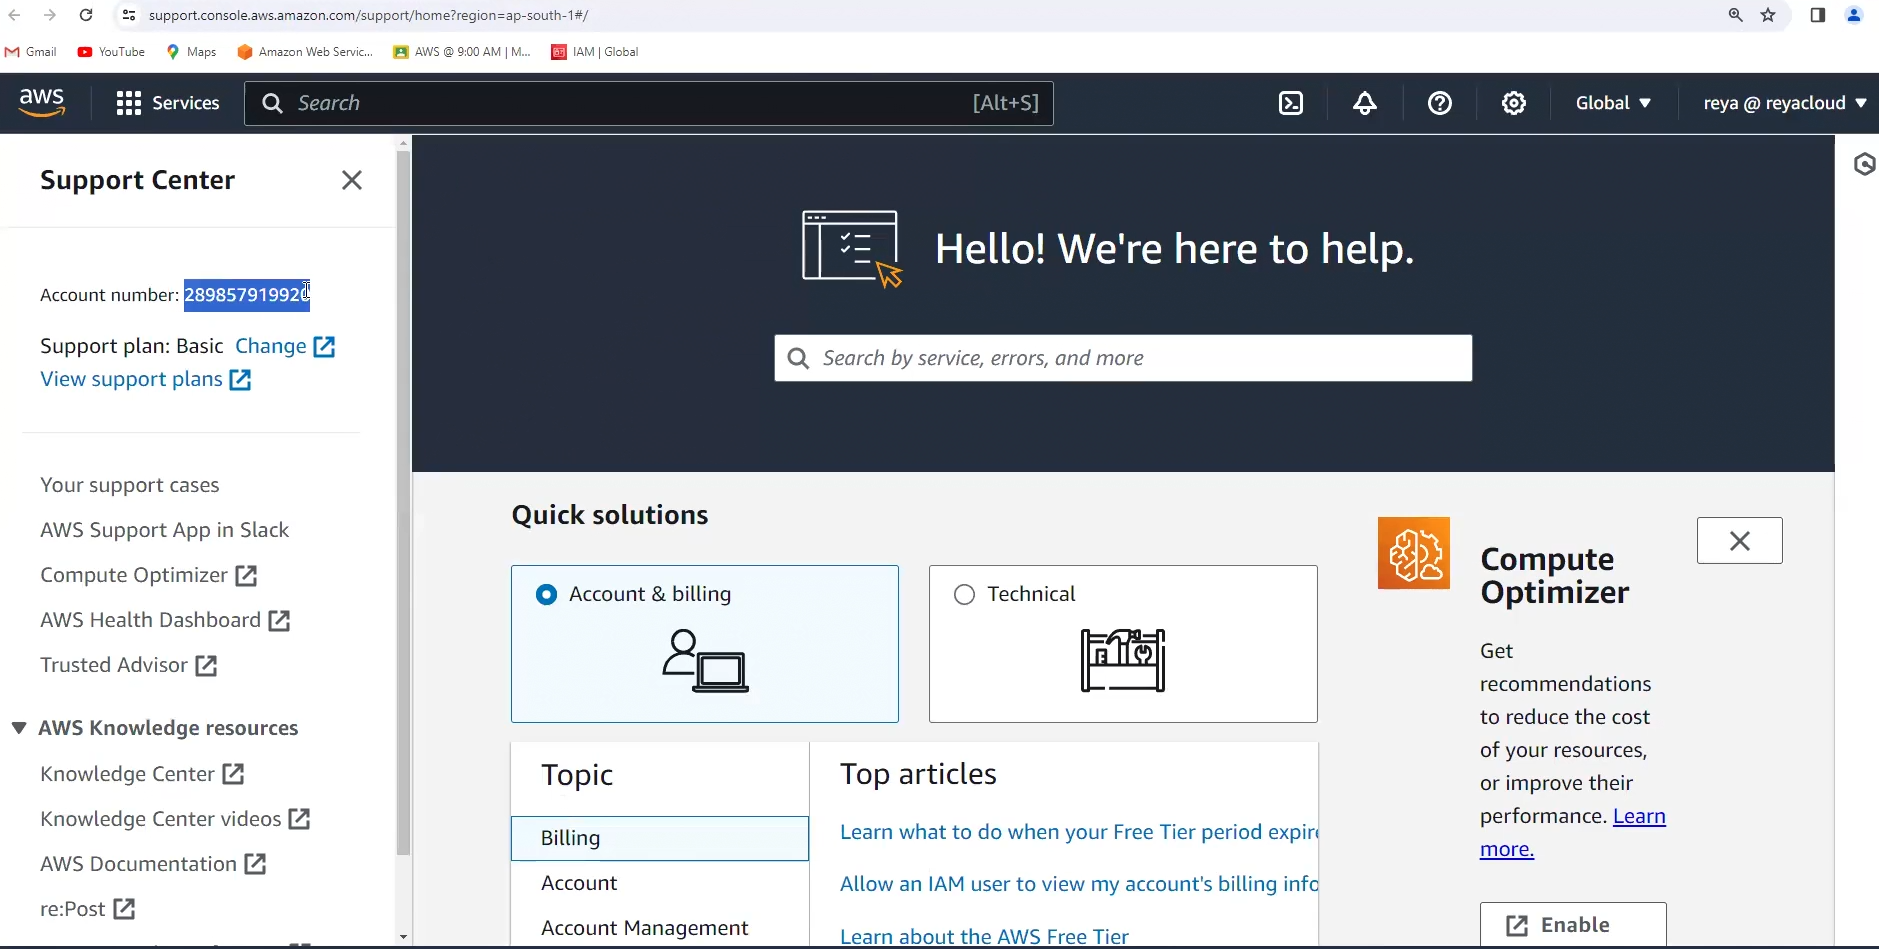 support.console.aws.amazon.com/support/home?region=ap-south-1#/
Gmail YouTube Maps Amazon Web Servic... AWS @ 9:00 AM | M... IAM | Global
aws Services Search [Alt+S] Global reya @ reyacloud
Support Center
Account number:
Support plan: Basic Change
View support plans
Your support cases
AWS Support App in Slack
Compute Optimizer
AWS Health Dashboard
Trusted Advisor
AWS Knowledge resources
Knowledge Center
Knowledge Center videos
AWS Documentation
re:Post
Hello! We're here to help.
Search by service, errors, and more
Quick solutions
Account & billing
Technical
Topic
Billing
Account
Account Management
Top articles
Learn what to do when your Free Tier period expire
Allow an IAM user to view my account's billing info
Learn about the AWS Free Tier
Compute
Optimizer
Get
recommendations
to reduce the cost
of your resources,
or improve their
performance. Learn
more.
Enable